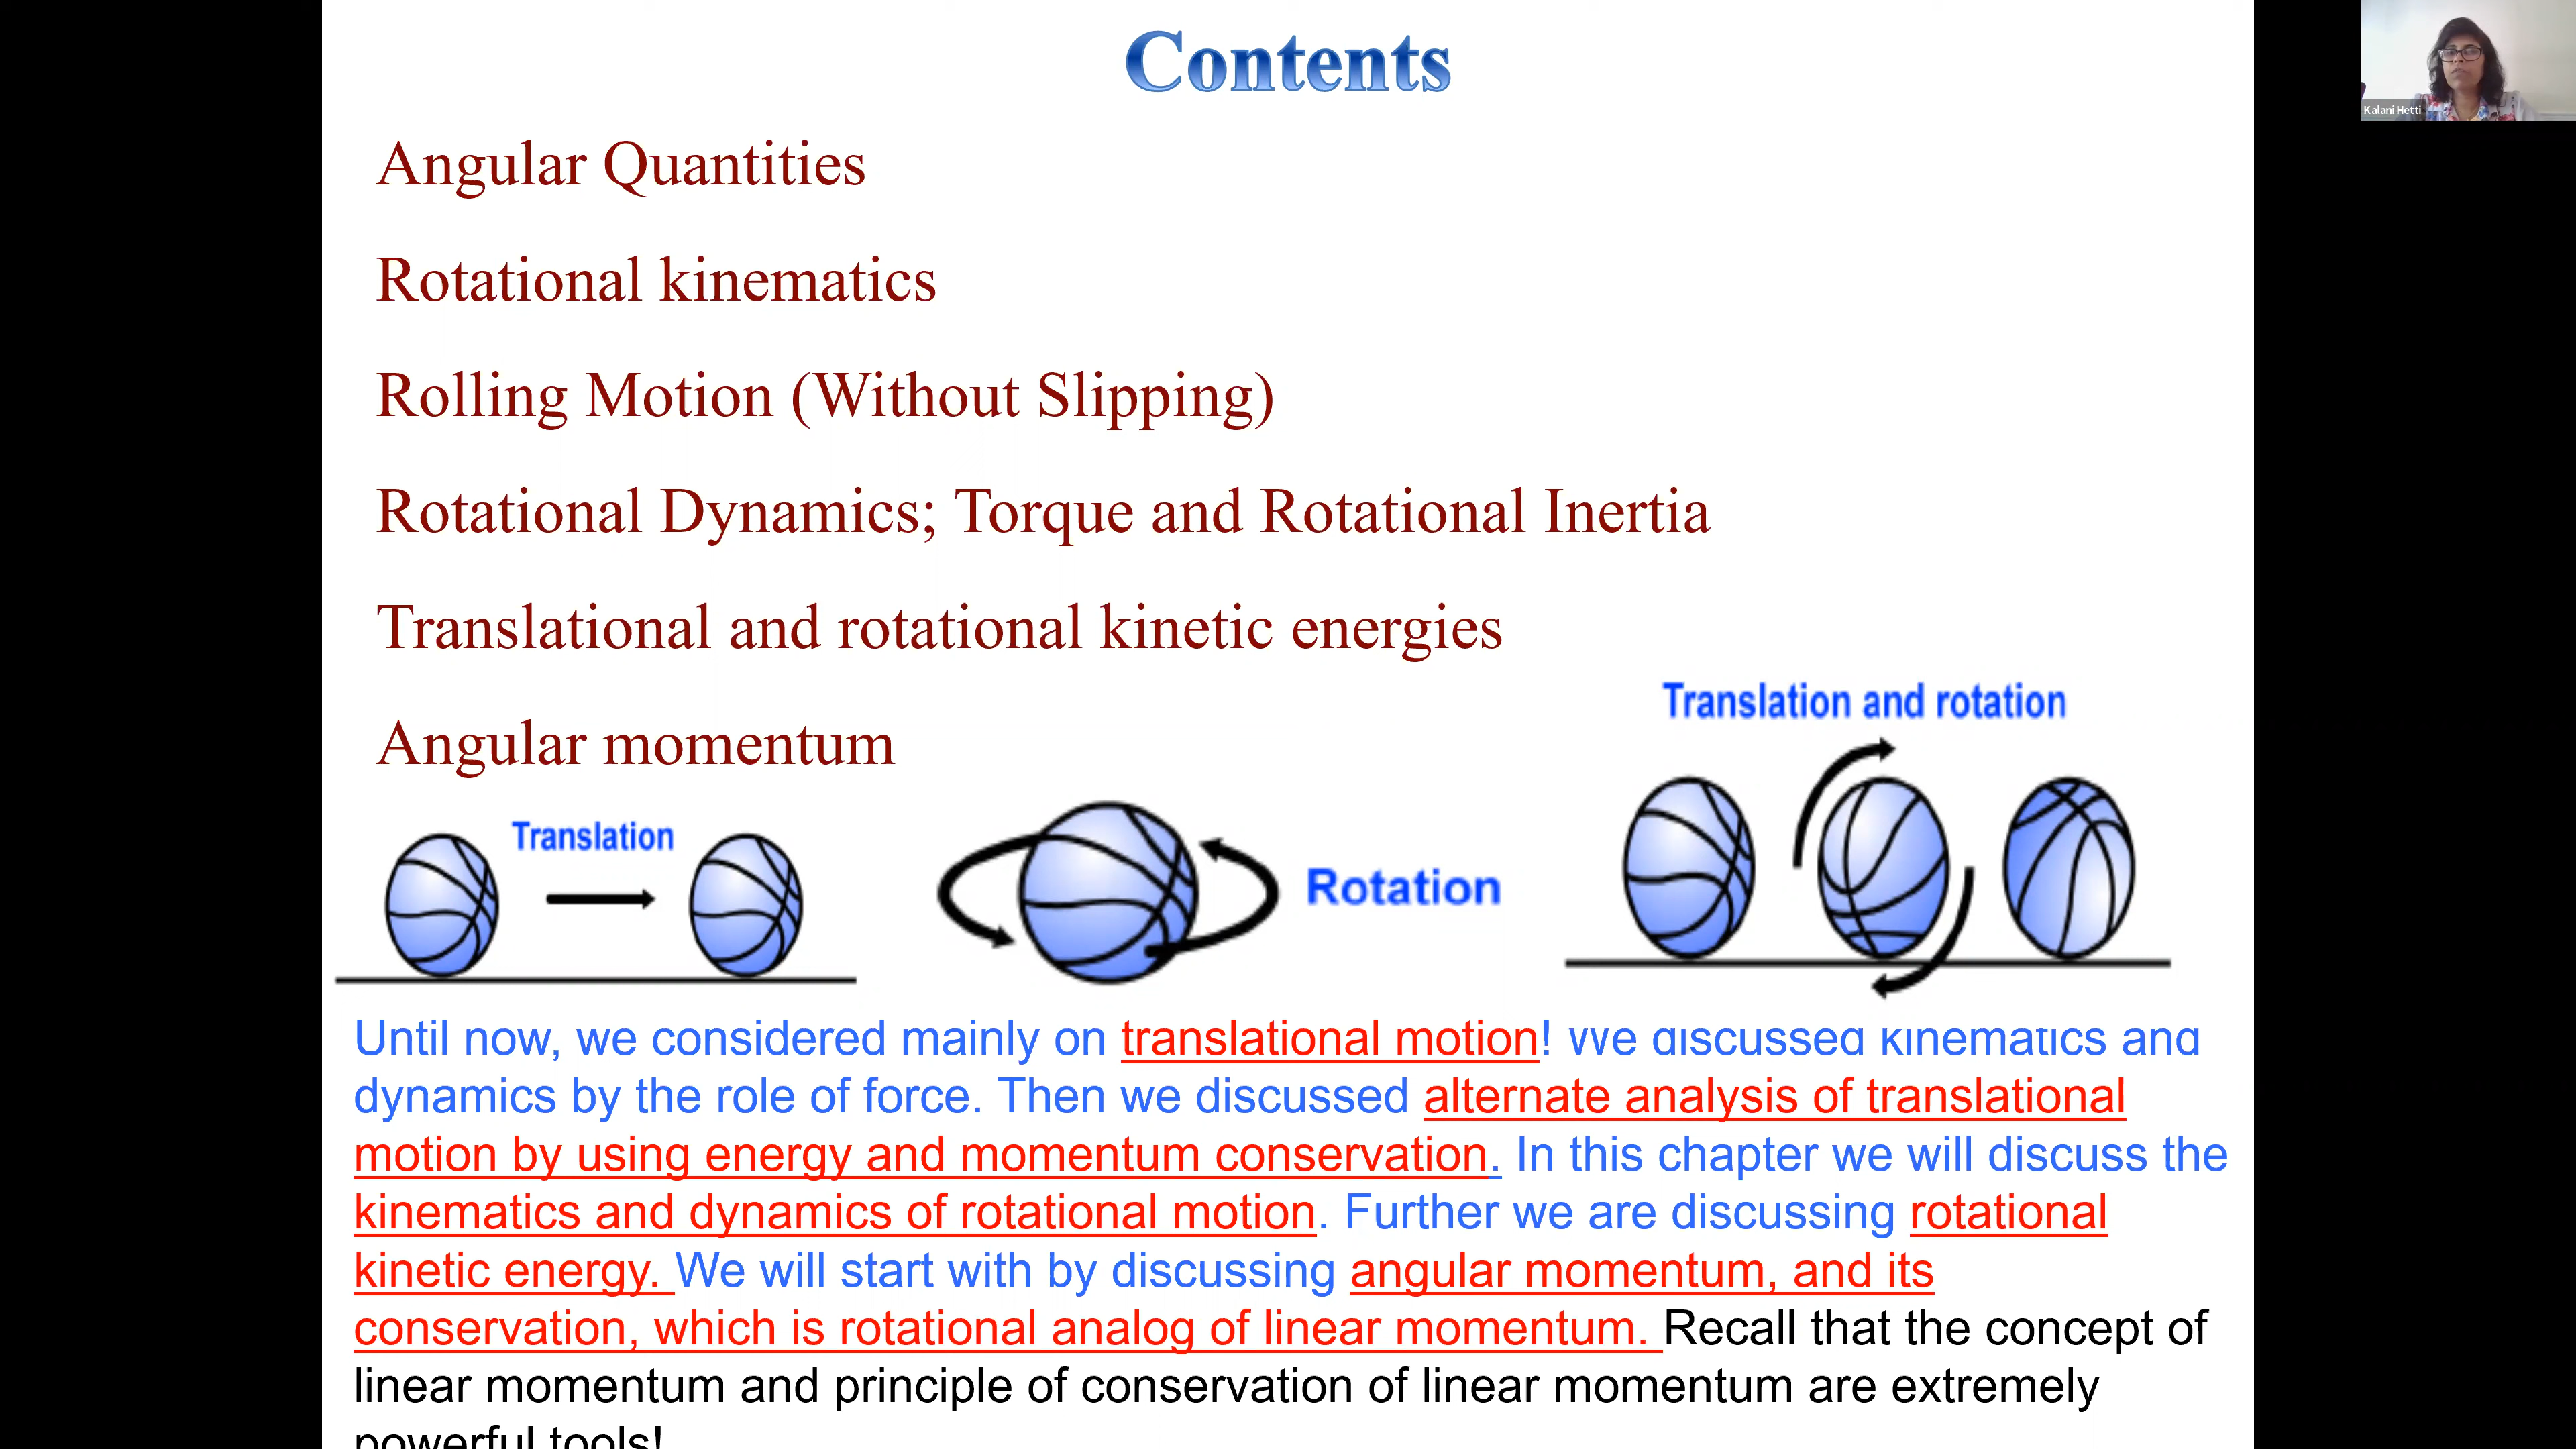 Contents
Kalani Hetti
Angular Quantities
Rotational kinematics
Rolling Motion (Without Slipping)
Rotational Dynamics; Torque and Rotational Inertia
Translational and rotational kinetic energies
Angular momentum
Translation
Rotation
Translation and rotation
Until now, we considered mainly on translational motion! We discussed kinematics and
dynamics by the role of force. Then we discussed alternate analysis of translational
motion by using energy and momentum conservation. In this chapter we will discuss the
kinematics and dynamics of rotational motion. Further we are discussing rotational
kinetic energy. We will start with by discussing angular momentum, and its
conservation, which is rotational analog of linear momentum. Recall that the concept of
linear momentum and principle of conservation of linear momentum are extremely
powerful tools!